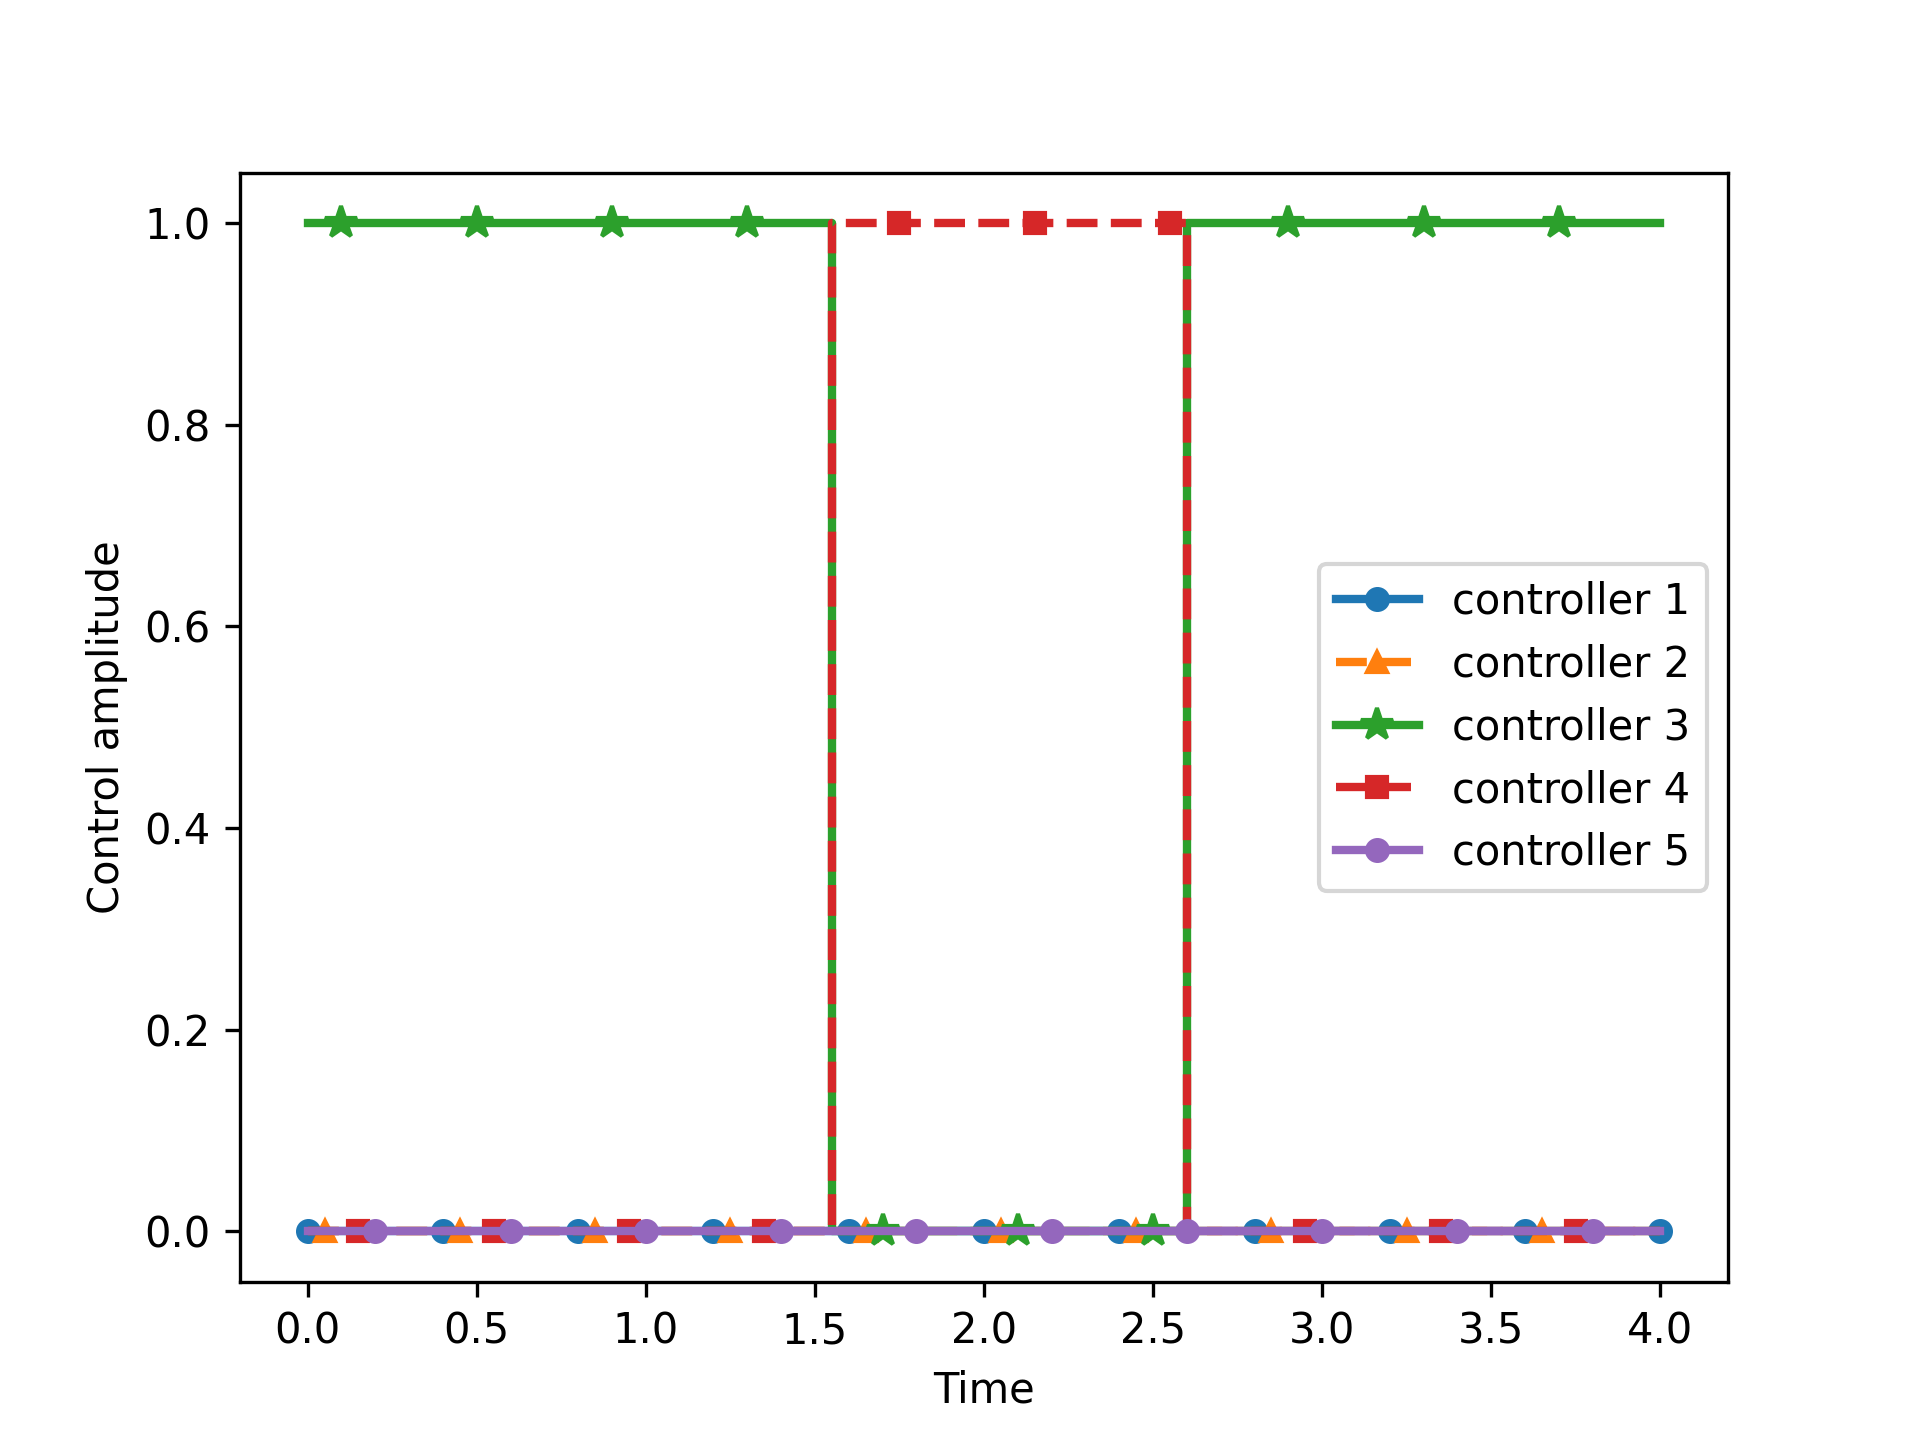 1.0
0.8
0.6
0.4
0.2
0.0
Control amplitude
controller 1
controller 2
controller 3
controller 4
controller 5
0.0 0.5 1.0 1.5 2.0 2.5 3.0 3.5 4.0
Time